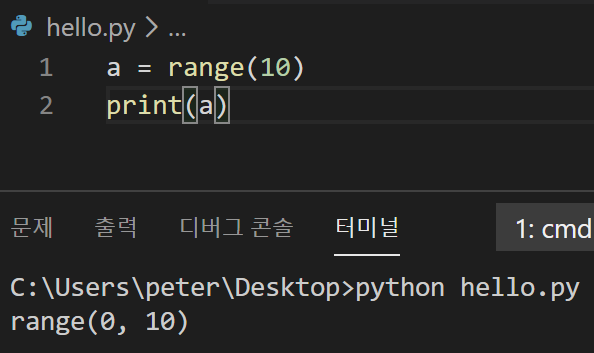 hello.py > ...
1 a = range(10)
2 print(a)
문제 출력 디버그 콘솔 터미널 1: cmd
C:\Users\peter\Desktop>python hello.py
range(0, 10)